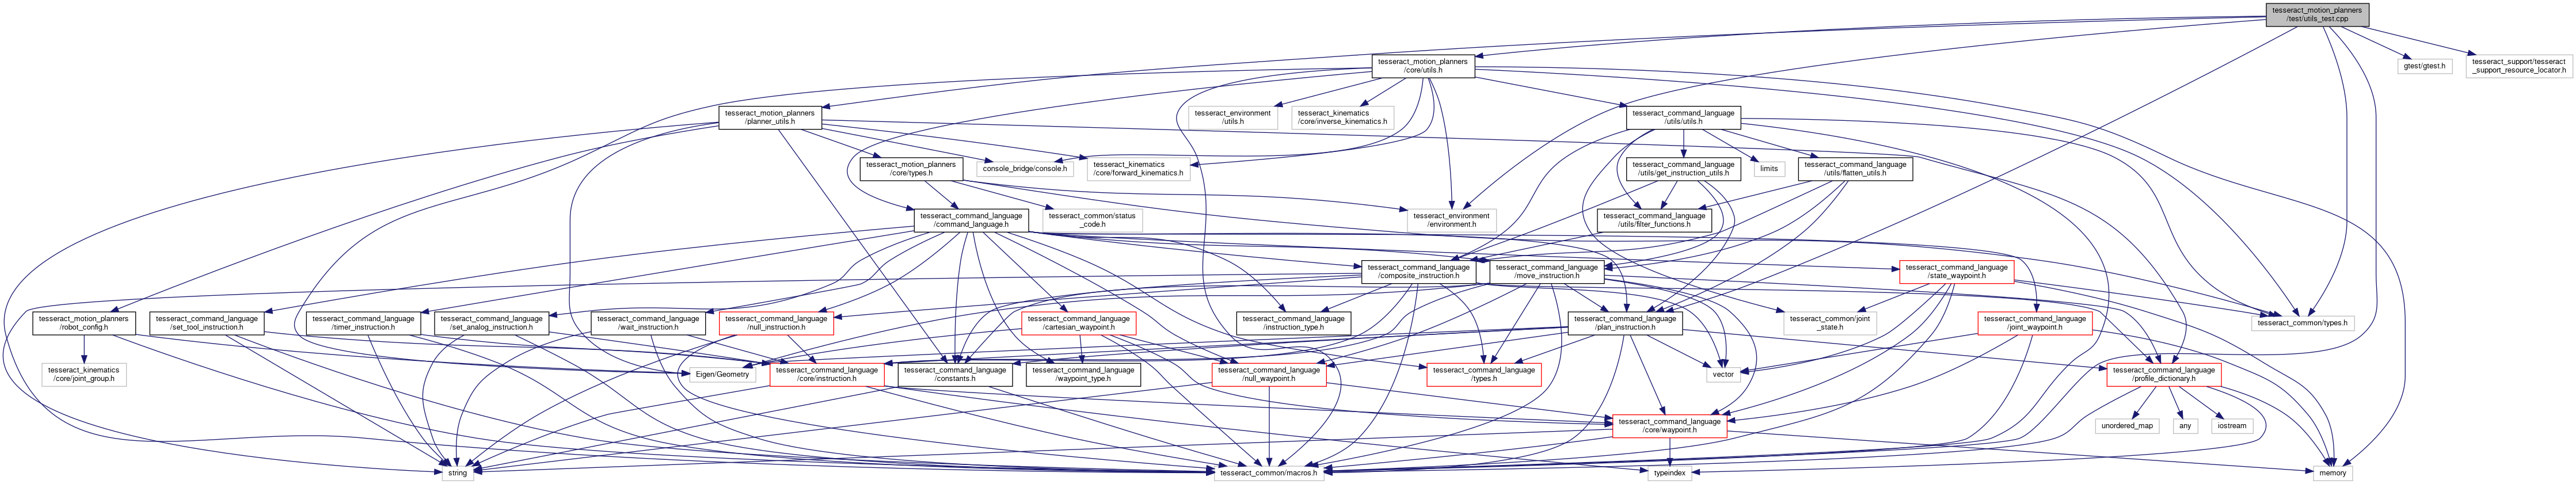 tesseract_motion_planners
/test/utils_test.cpp
tesseract_motion_planners
/core/utils.h
gtest/gtest.h
tesseract_support/tesseract
_support_resource_locator.h
tesseract_motion_planners
/planner_utils.h
tesseract_environment
/utils.h
tesseract_kinematics
/core/inverse_kinematics.h
tesseract_command_language
/utils/utils.h
tesseract_motion_planners
/core/types.h
console_bridge/console.h
tesseract_kinematics
/core/forward_kinematics.h
tesseract_command_language
/utils/get_instruction_utils.h
limits
tesseract_command_language
/utils/flatten_utils.h
tesseract_command_language
/command_language.h
tesseract_common/status
_code.h
tesseract_environment
/environment.h
tesseract_command_language
/utils/filter_functions.h
tesseract_command_language
/composite_instruction.h
tesseract_command_language
/move_instruction.h
tesseract_command_language
/state_waypoint.h
tesseract_motion_planners
/robot_config.h
tesseract_command_language
/set_tool_instruction.h
tesseract_command_language
/timer_instruction.h
tesseract_command_language
/set_analog_instruction.h
tesseract_command_language
/wait_instruction.h
tesseract_command_language
/null_instruction.h
tesseract_command_language
/cartesian_waypoint.h
tesseract_command_language
/instruction_type.h
tesseract_command_language
/plan_instruction.h
tesseract_common/joint
_state.h
tesseract_command_language
/joint_waypoint.h
tesseract_common/types.h
tesseract_kinematics
/core/joint_group.h
Eigen/Geometry
tesseract_command_language
/core/instruction.h
tesseract_command_language
/constants.h
tesseract_command_language
/waypoint_type.h
tesseract_command_language
/null_waypoint.h
tesseract_command_language
/types.h
vector
tesseract_command_language
/profile_dictionary.h
tesseract_command_language
/core/waypoint.h
unordered_map
any
iostream
string
tesseract_common/macros.h
typeindex
memory